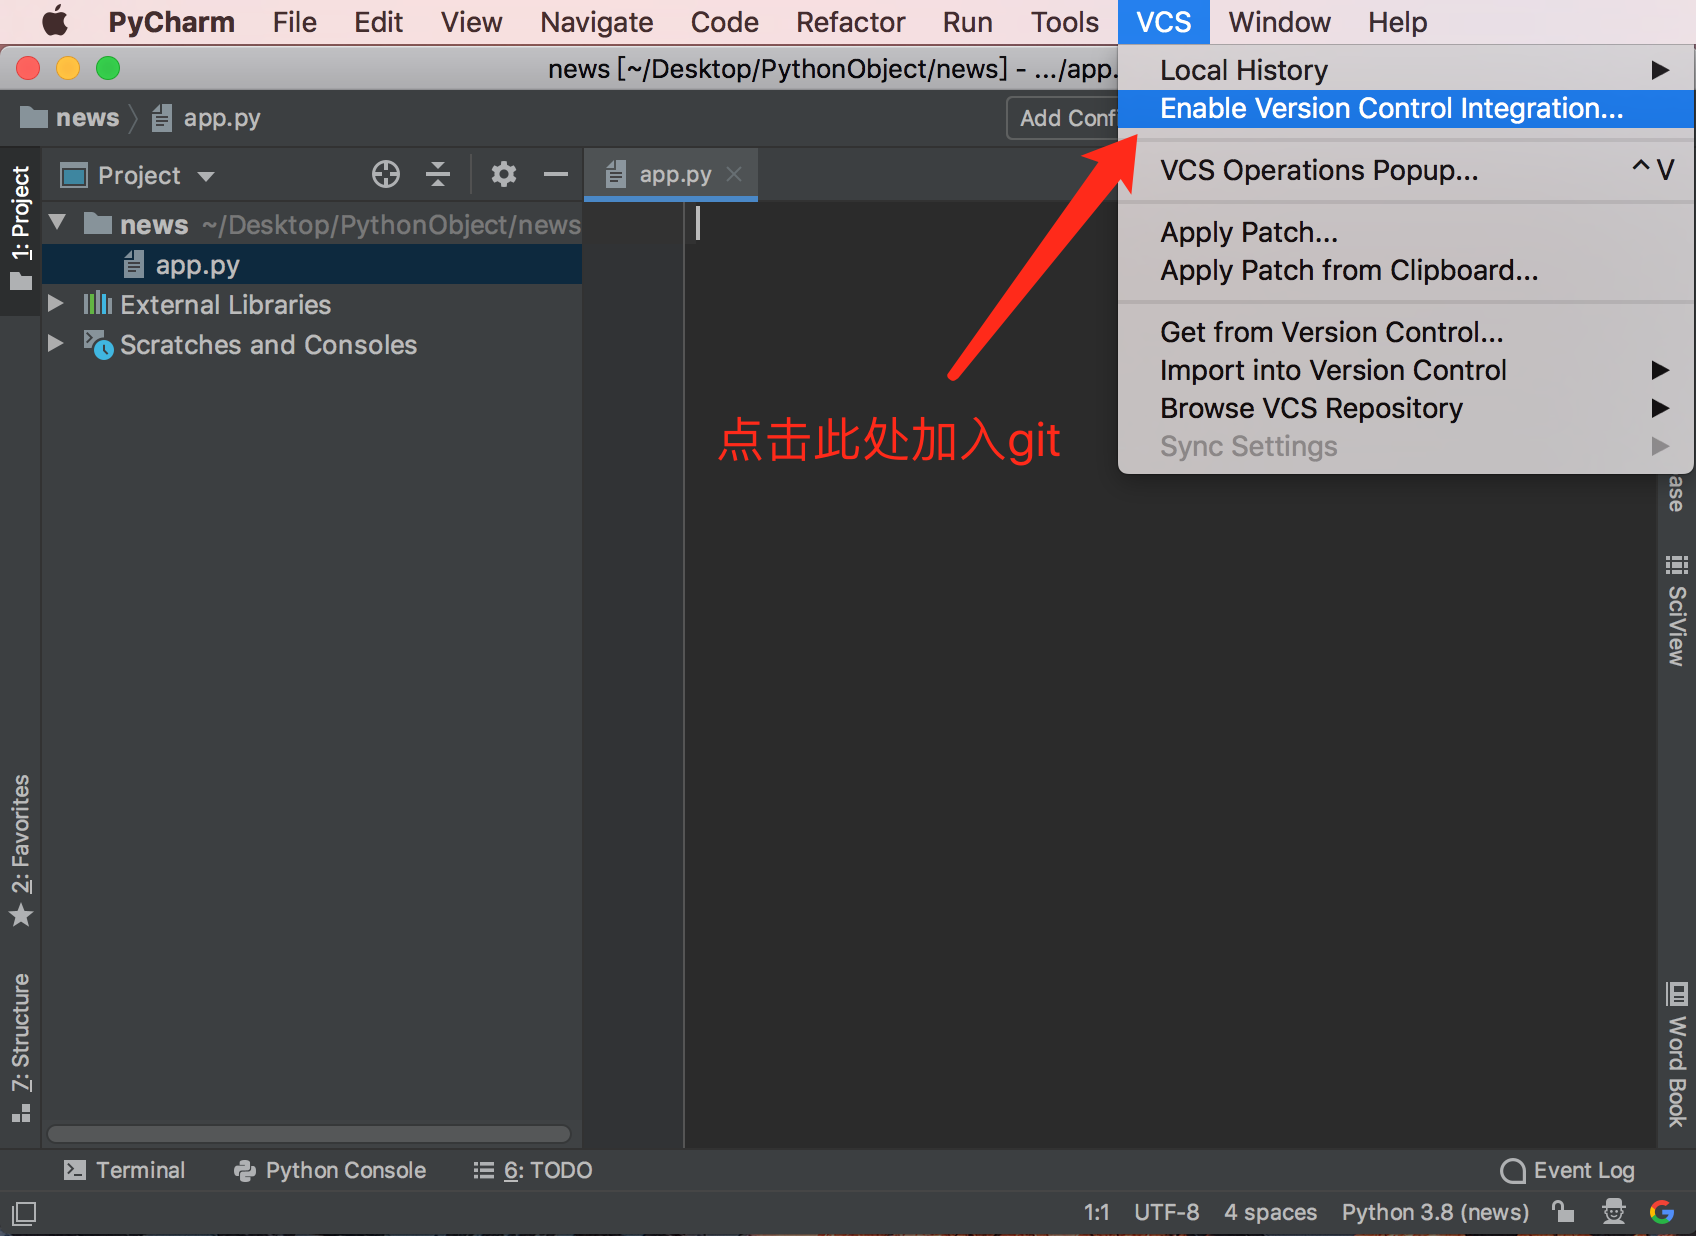 PyCharm File Edit View Navigate Code Refactor Run Tools VCS Window Help
news [~/Desktop/PythonObject/news] - .../app.
Local History
Enable Version Control Integration...
VCS Operations Popup... ^V
Apply Patch...
Apply Patch from Clipboard...
Get from Version Control...
Import into Version Control
Browse VCS Repository
Sync Settings
news app.py
Add Conf
Project
app.py
news ~/Desktop/PythonObject/news
app.py
External Libraries
Scratches and Consoles
点击此处加入git
1: Project
2: Favorites
7: Structure
ase
SciView
Word Book
Terminal Python Console 6: TODO Event Log
1:1 UTF-8 4 spaces Python 3.8 (news)